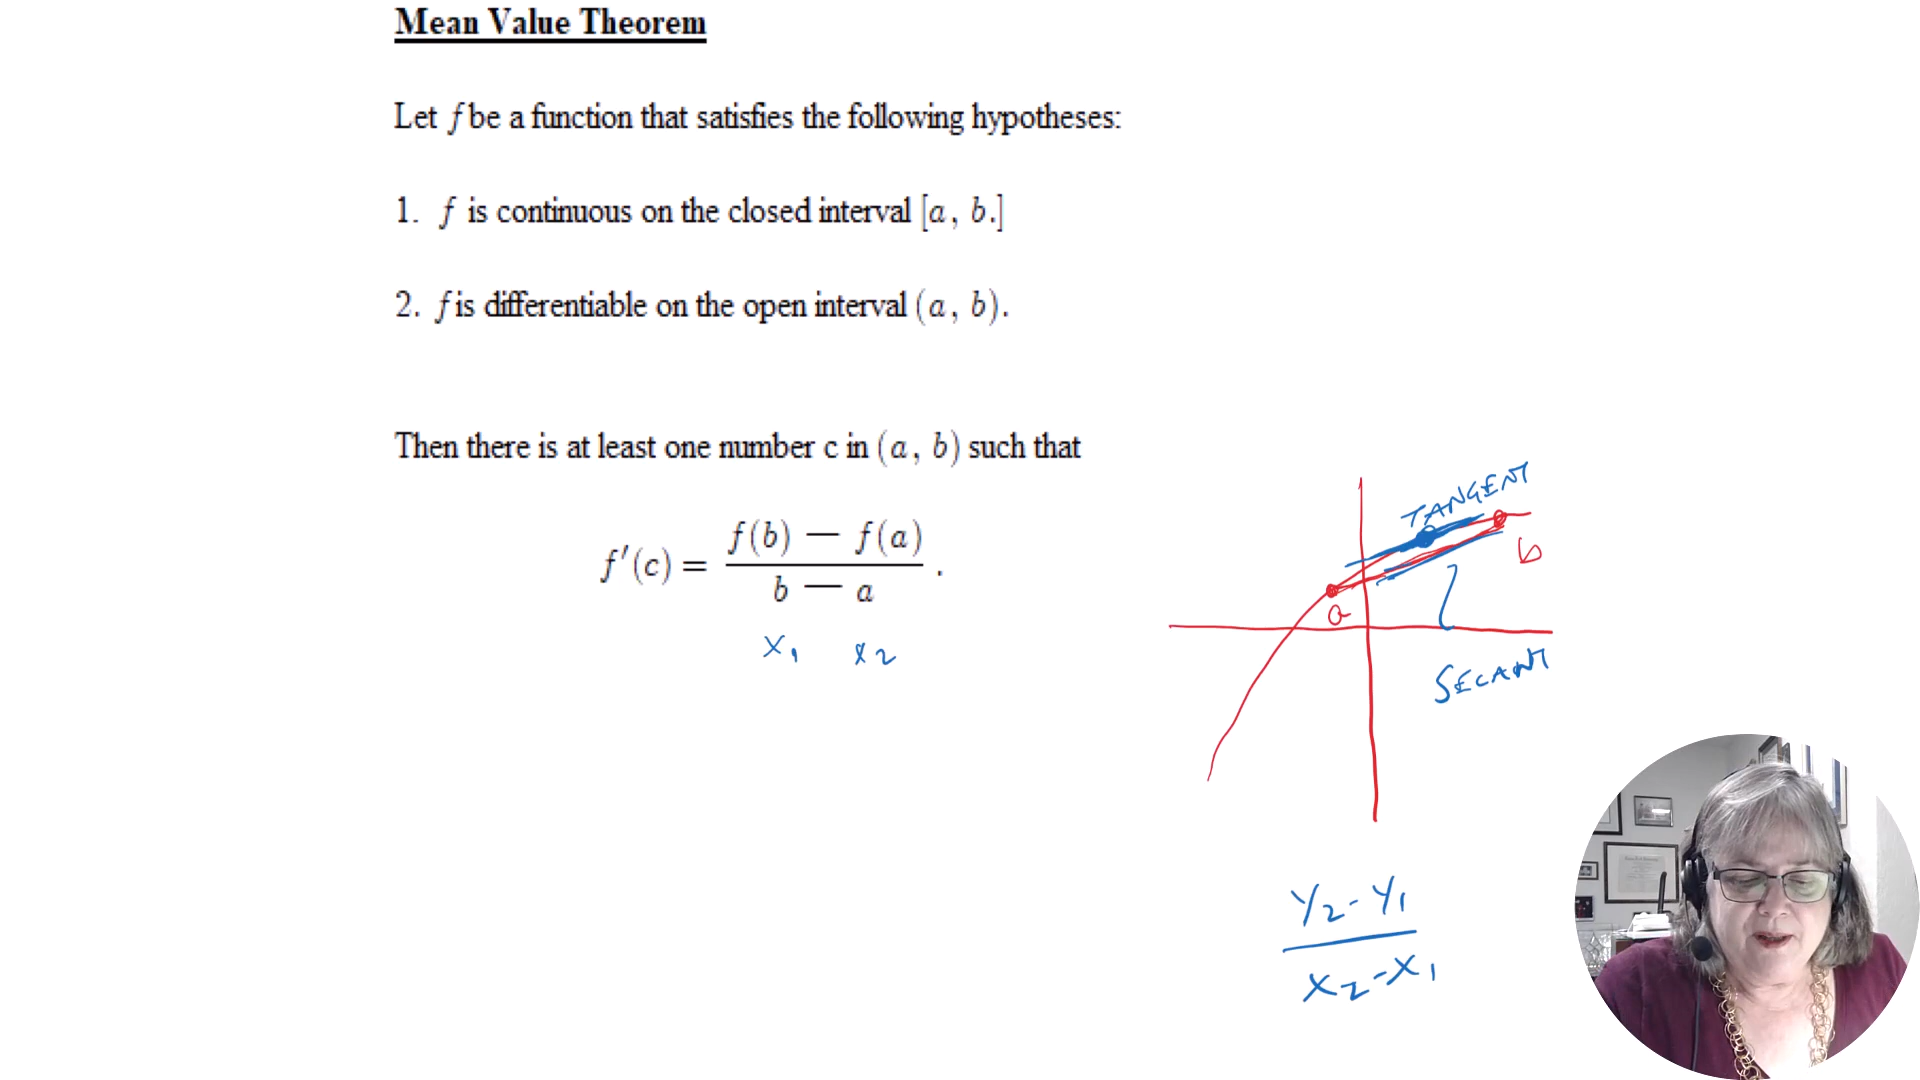 Mean Value Theorem
Let f be a function that satisfies the following hypotheses:
1. f is continuous on the closed interval [a, b.]
2. f is differentiable on the open interval (a, b).
Then there is at least one number c in (a, b) such that
f'(c) = \frac{f(b) − f(a)}{b − a}.
x₁ x₂
TANGENT
b
a
SECANT
y₂ - y₁
x₂ - x₁